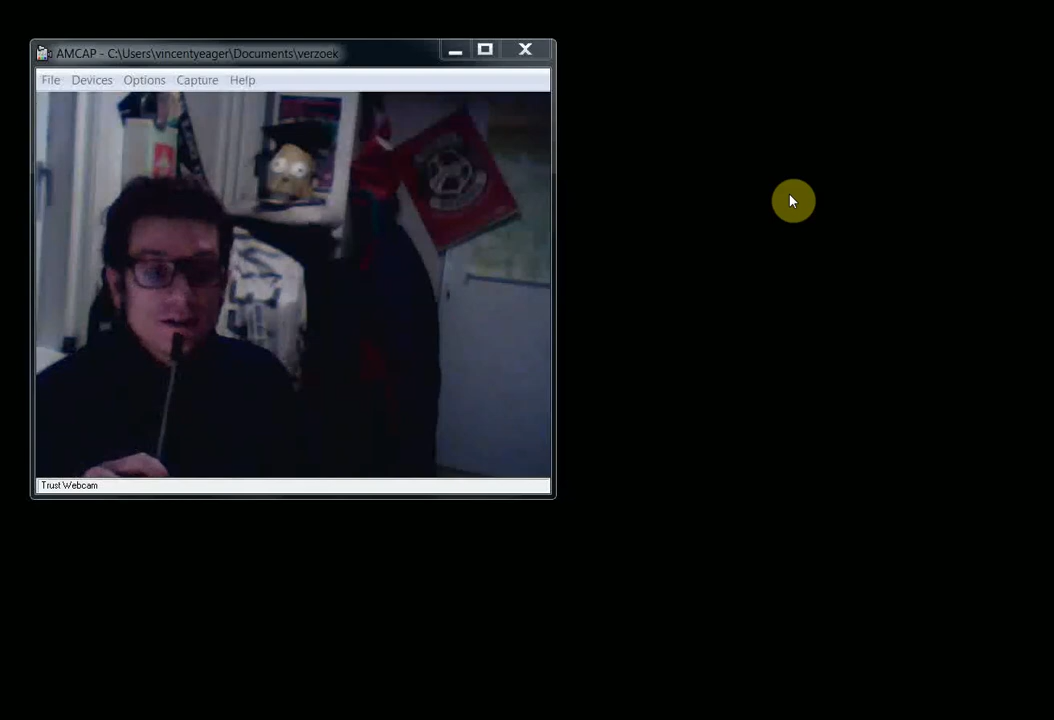 AMCAP - C:\Users\vincentyeager\Documents\verzoek
File Devices Options Capture Help
Trust Webcam